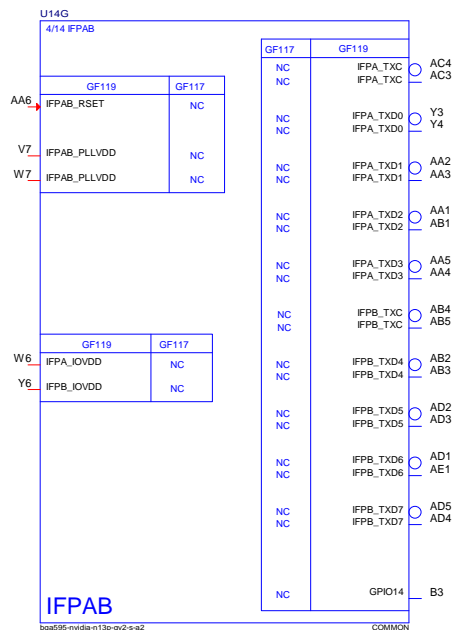 U14G
4/14 IFPAB
GF119 GF117
AA6 IFPAB_RSET NC
V7 IFPAB_PLLVDD NC
W7 IFPAB_PLLVDD NC
GF119 GF117
W6 IFPA_IOVDD NC
Y6 IFPB_IOVDD NC
GF117 GF119
NC IFPA_TXC AC4
NC IFPA_TXC AC3
NC IFPA_TXD0 Y3
NC IFPA_TXD0 Y4
NC IFPA_TXD1 AA2
NC IFPA_TXD1 AA3
NC IFPA_TXD2 AA1
NC IFPA_TXD2 AB1
NC IFPA_TXD3 AA5
NC IFPA_TXD3 AA4
NC IFPB_TXC AB4
NC IFPB_TXC AB5
NC IFPB_TXD4 AB2
NC IFPB_TXD4 AB3
NC IFPB_TXD5 AD2
NC IFPB_TXD5 AD3
NC IFPB_TXD6 AD1
NC IFPB_TXD6 AE1
NC IFPB_TXD7 AD5
NC IFPB_TXD7 AD4
NC GPIO14 B3
IFPAB
bga595-nvidia-n13p-gv2-s-a2 COMMON